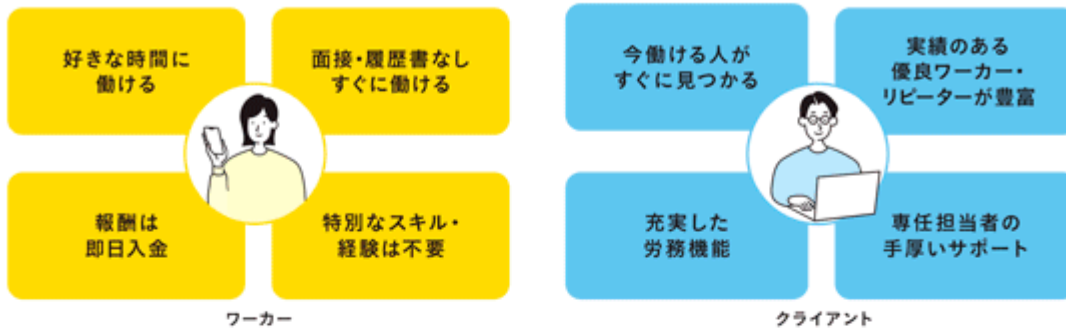 好きな時間に
働ける
面接・履歴書なし
すぐに働ける
報酬は
即日入金
特別なスキル・
経験は不要
ワーカー
今働ける人が
すぐに見つかる
実績のある
優良ワーカー・
リピーターが豊富
充実した
労務機能
専任担当者の
手厚いサポート
クライアント